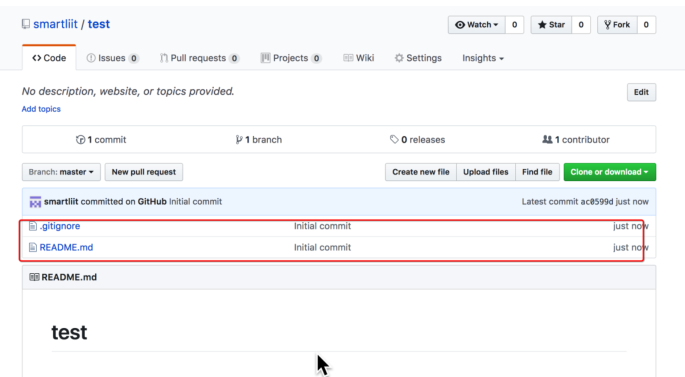 smartliit / test
Watch 0 Star 0 Fork 0
Code Issues 0 Pull requests 0 Projects 0 Wiki Settings Insights
No description, website, or topics provided. Edit
Add topics
1 commit 1 branch 0 releases 1 contributor
Branch: master New pull request Create new file Upload files Find file Clone or download
smartliit committed on GitHub Initial commit Latest commit ac0599d just now
.gitignore Initial commit just now
README.md Initial commit just now
README.md
test